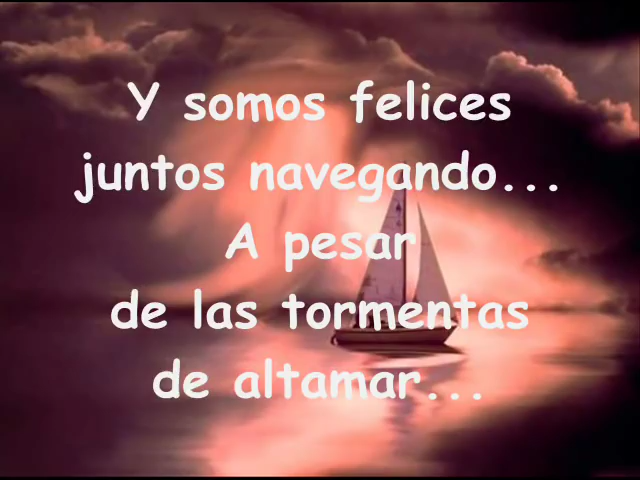 Y somos felices
juntos navegando...
A pesar
de las tormentas
de altamar...